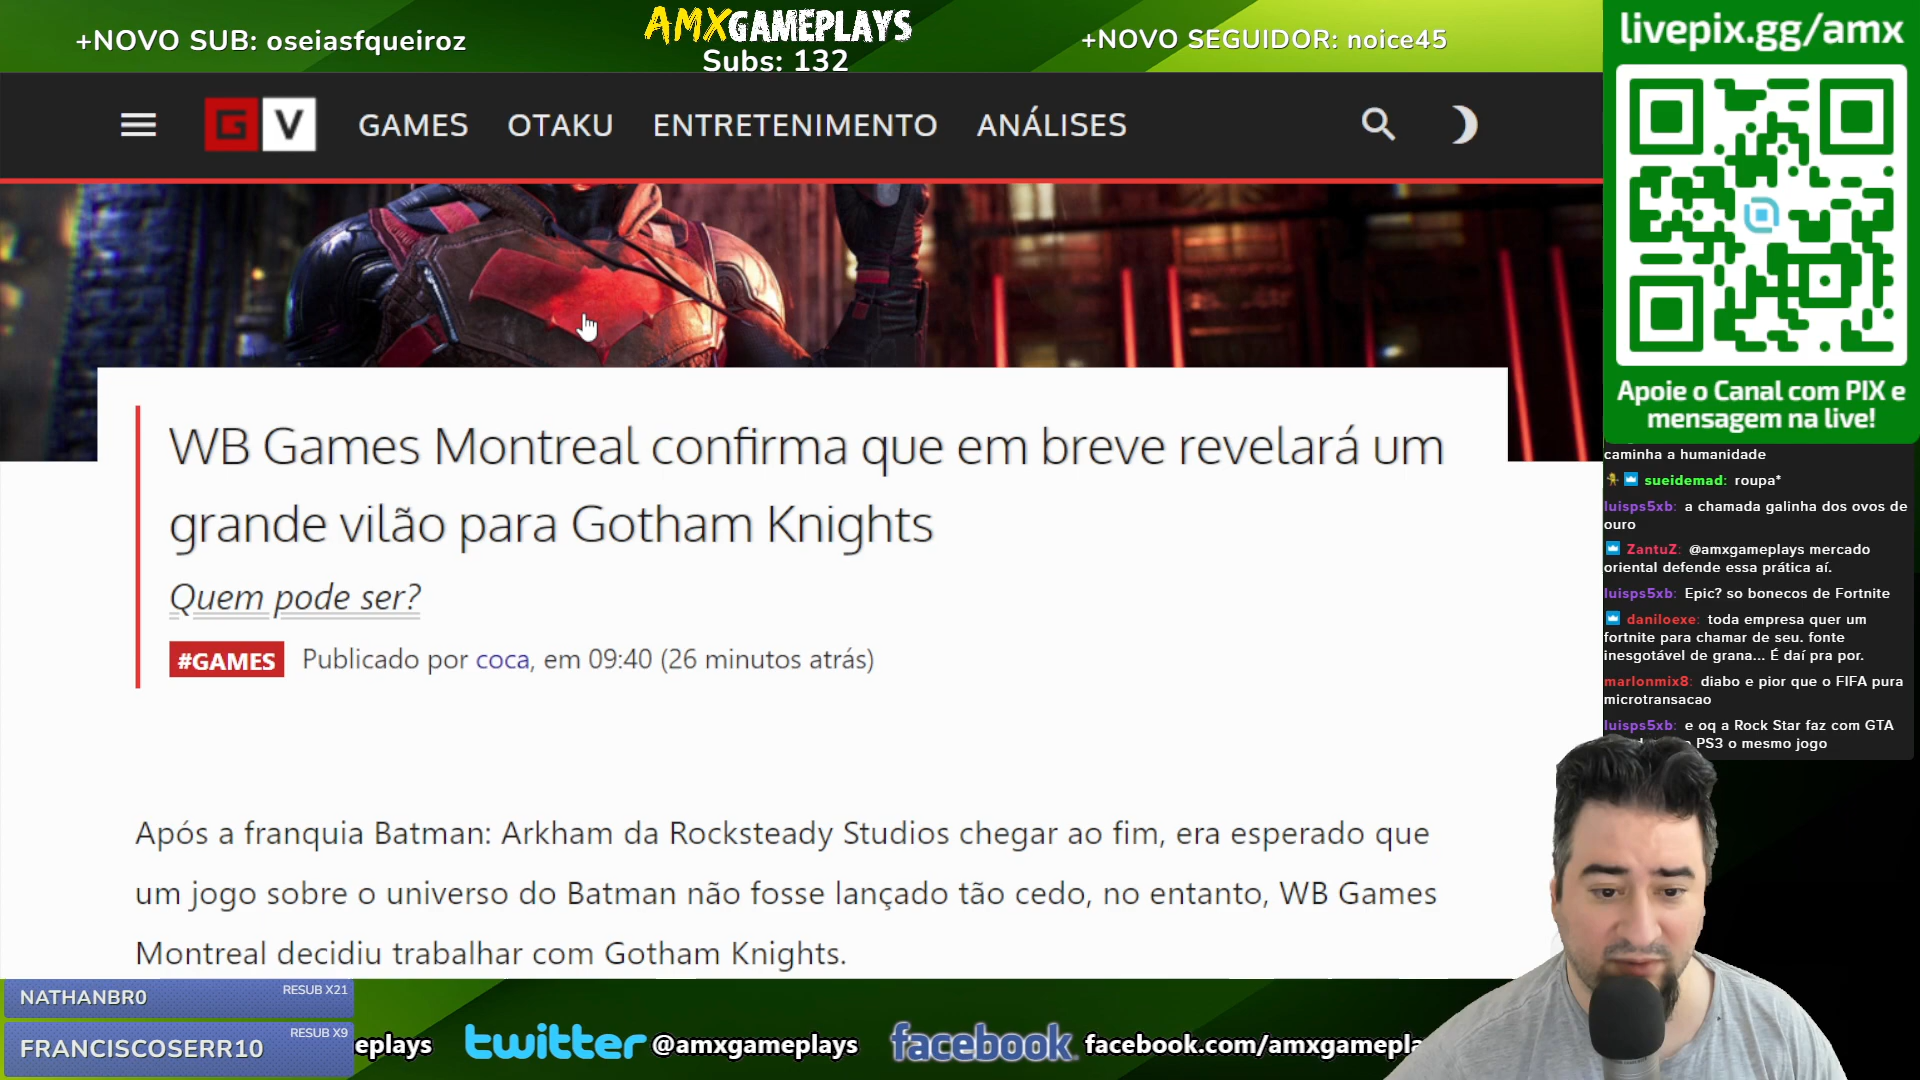 +NOVO SUB: oseiasfqueiroz
AMXGAMEPLAYS
Subs: 132
+NOVO SEGUIDOR: noice45
livepix.gg/amx
GV
GAMES OTAKU ENTRETENIMENTO ANÁLISES
Apoie o Canal com PIX e
mensagem na live!
WB Games Montreal confirma que em breve revelará um
grande vilão para Gotham Knights
Quem pode ser?
#GAMES Publicado por coca, em 09:40 (26 minutos atrás)
Após a franquia Batman: Arkham da Rocksteady Studios chegar ao fim, era esperado que
um jogo sobre o universo do Batman não fosse lançado tão cedo, no entanto, WB Games
Montreal decidiu trabalhar com Gotham Knights.
caminha a humanidade
sueidemad: roupa*
luisps5xb: a chamada galinha dos ovos de
ouro
ZantuZ: @amxgameplays mercado
oriental defende essa prática aí.
luisps5xb: Epic? so bonecos de Fortnite
daniloexe: toda empresa quer um
fortnite para chamar de seu. fonte
inesgotável de grana... É daí pra por.
marlonmix8: diabo e pior que o FIFA pura
microtransacao
luisps5xb: e oq a Rock Star faz com GTA
PS3 o mesmo jogo
NATHANBR0 RESUB X21
FRANCISCOSERR10 RESUB X9
eplays twitter @amxgameplays facebook facebook.com/amxgamepla